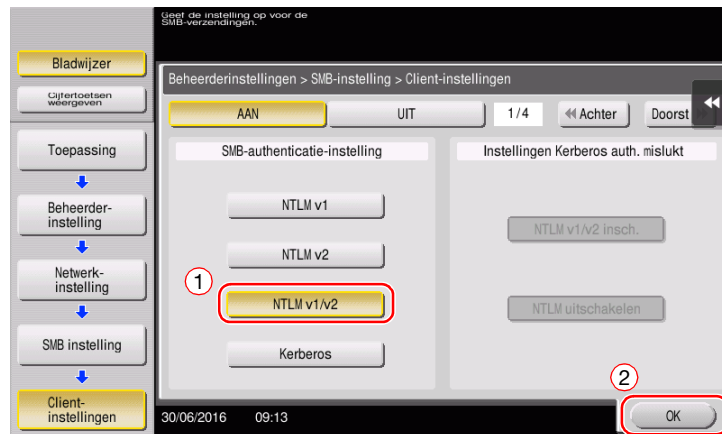 Geef de instelling op voor de
SMB-verzendingen.
Bladwijzer
Cijfertoetsen
weergeven
Toepassing
Beheerder-
instelling
Netwerk-
instelling
SMB instelling
Client-
instellingen
Beheerderinstellingen > SMB-instelling > Client-instellingen
AAN
UIT
1/4
Achter
Doorst
SMB-authenticatie-instelling
Instellingen Kerberos auth. mislukt
NTLM v1
NTLM v2
1
NTLM v1/v2
Kerberos
NTLM v1/v2 insch.
NTLM uitschakelen
2
30/06/2016 09:13
OK